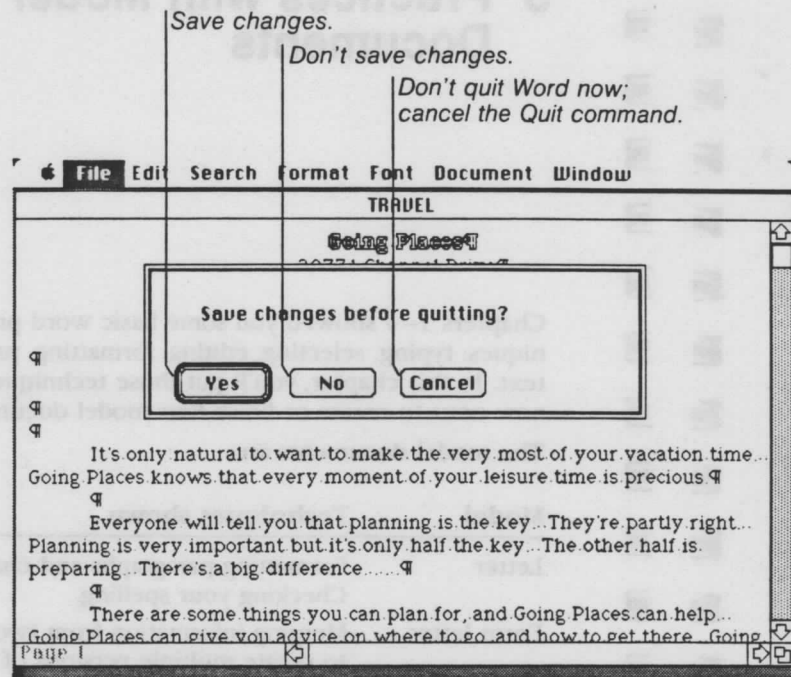 Save changes.
Don't save changes.
Don't quit Word now;
cancel the Quit command.
File Edit Search Format Font Document Window
TRAVEL
Going Places¶
Save changes before quitting?
¶
Yes No Cancel
¶
¶
It's only natural to want to make the very most of your vacation time...
Going Places knows that every moment of your leisure time is precious.¶
¶
Everyone will tell you that planning is the key...They're partly right...
Planning is very important but it's only half the key...The other half is
preparing...There's a big difference.....¶
¶
There are some things you can plan for, and Going Places can help...
Going Places can give you advice on where to go and how to get there...Going
Page 1